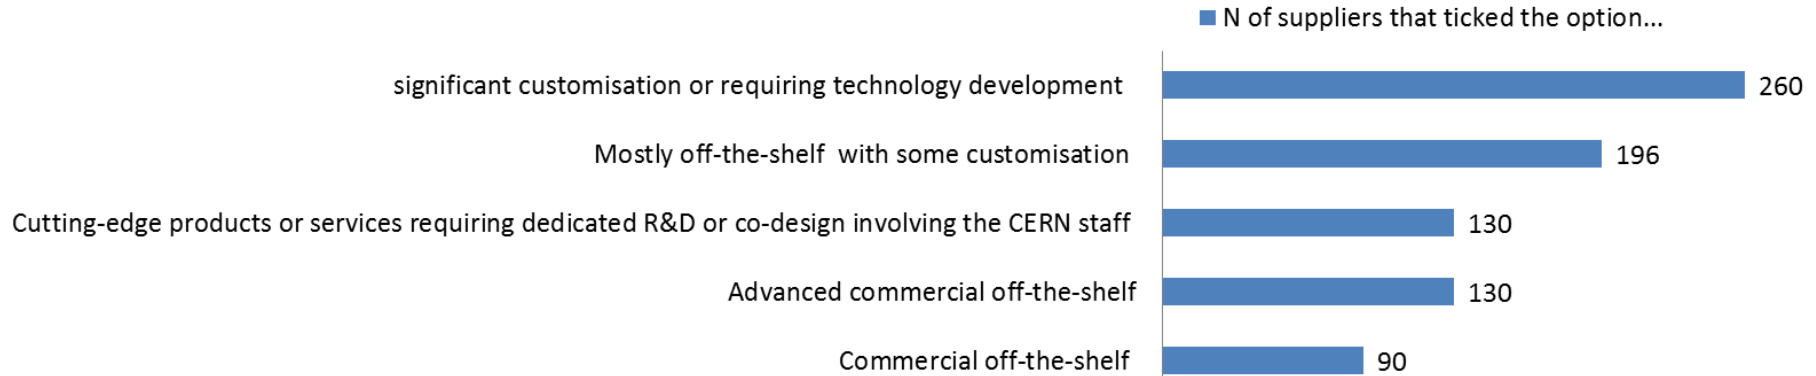 N of suppliers that ticked the option...
significant customisation or requiring technology development 260
Mostly off-the-shelf with some customisation 196
Cutting-edge products or services requiring dedicated R&D or co-design involving the CERN staff 130
Advanced commercial off-the-shelf 130
Commercial off-the-shelf 90